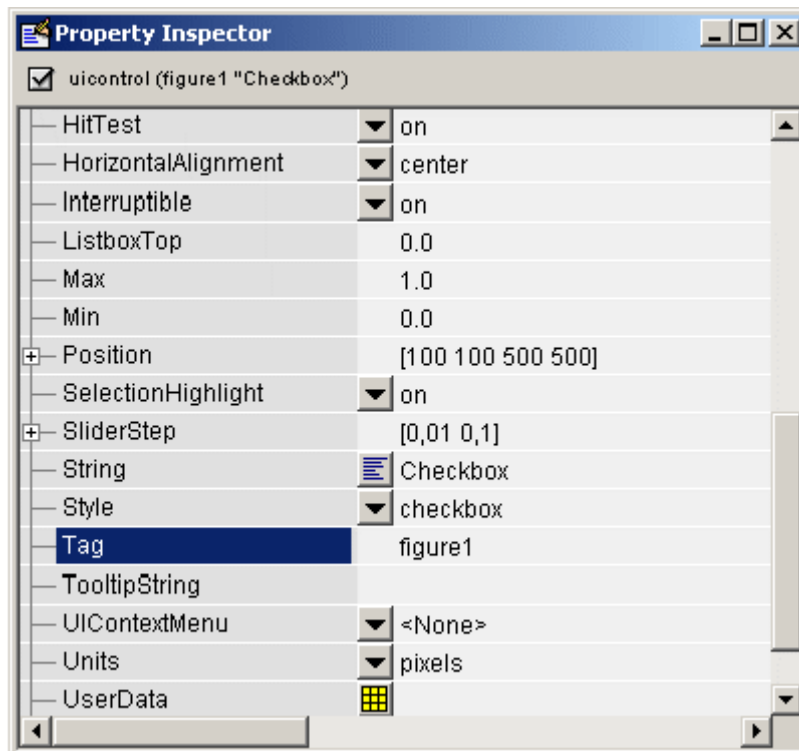 Property Inspector
uicontrol (figure1 "Checkbox")
HitTest on
HorizontalAlignment center
Interruptible on
ListboxTop 0.0
Max 1.0
Min 0.0
Position [100 100 500 500]
SelectionHighlight on
SliderStep [0,01 0,1]
String Checkbox
Style checkbox
Tag figure1
TooltipString
UIContextMenu <None>
Units pixels
UserData